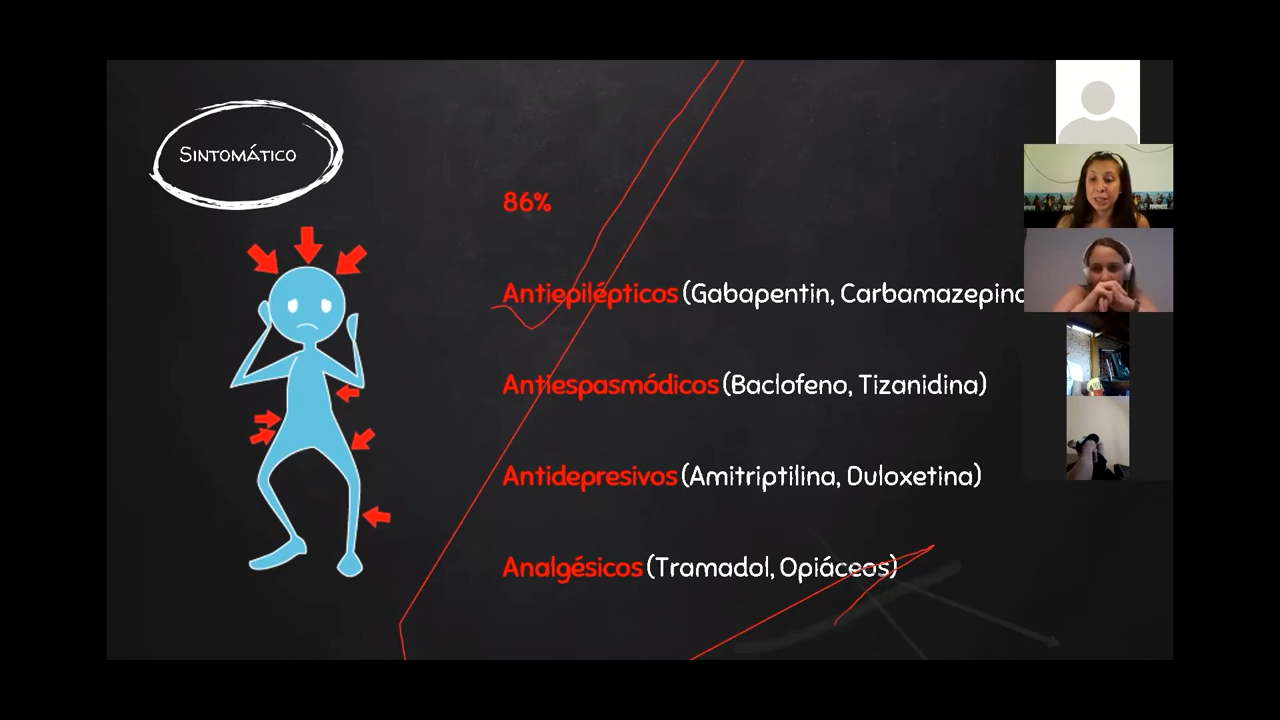 SINTOMÁTICO
86%
Antiepilépticos (Gabapentin, Carbamazepina
Antiespasmódicos (Baclofeno, Tizanidina)
Antidepresivos (Amitriptilina, Duloxetina)
Analgésicos (Tramadol, Opiáceos)